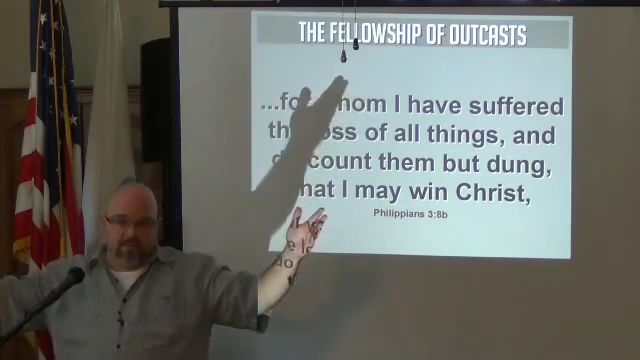 THE FELLOWSHIP OF OUTCASTS
...for whom I have suffered
the loss of all things, and
do count them but dung,
that I may win Christ,
Philippians 3:8b